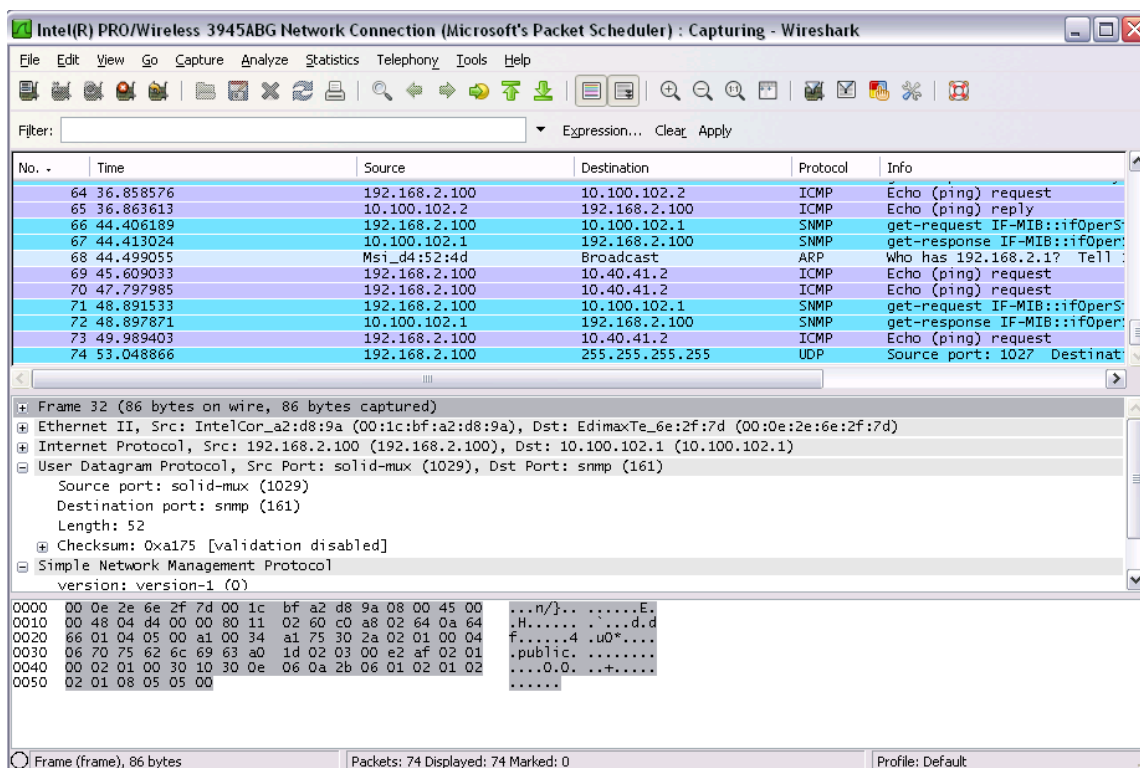 Intel(R) PRO/Wireless 3945ABG Network Connection (Microsoft's Packet Scheduler) : Capturing - Wireshark
File Edit View Go Capture Analyze Statistics Telephony Tools Help
Filter: Expression... Clear Apply
No. Time Source Destination Protocol Info
64 36.858576 192.168.2.100 10.100.102.2 ICMP Echo (ping) request
65 36.863613 10.100.102.2 192.168.2.100 ICMP Echo (ping) reply
66 44.406189 192.168.2.100 10.100.102.1 SNMP get-request IF-MIB::ifOperS
67 44.413024 10.100.102.1 192.168.2.100 SNMP get-response IF-MIB::ifOper
68 44.499055 Msi_d4:52:4d Broadcast ARP Who has 192.168.2.1? Tell
69 45.609033 192.168.2.100 10.40.41.2 ICMP Echo (ping) request
70 47.797985 192.168.2.100 10.40.41.2 ICMP Echo (ping) request
71 48.891533 192.168.2.100 10.100.102.1 SNMP get-request IF-MIB::ifOperS
72 48.897871 10.100.102.1 192.168.2.100 SNMP get-response IF-MIB::ifOper
73 49.989403 192.168.2.100 10.40.41.2 ICMP Echo (ping) request
74 53.048866 192.168.2.100 255.255.255.255 UDP Source port: 1027 Destinat
Frame 32 (86 bytes on wire, 86 bytes captured)
Ethernet II, Src: IntelCor_a2:d8:9a (00:1c:bf:a2:d8:9a), Dst: EdimaxTe_6e:2f:7d (00:0e:2e:6e:2f:7d)
Internet Protocol, Src: 192.168.2.100 (192.168.2.100), Dst: 10.100.102.1 (10.100.102.1)
User Datagram Protocol, Src Port: solid-mux (1029), Dst Port: snmp (161)
Source port: solid-mux (1029)
Destination port: snmp (161)
Length: 52
Checksum: 0xa175 [validation disabled]
Simple Network Management Protocol
version: version-1 (0)
0000 00 0e 2e 6e 2f 7d 00 1c bf a2 d8 9a 08 00 45 00 ...n/}.. ......E.
0010 00 48 04 d4 00 00 80 11 02 60 c0 a8 02 64 0a 64 .H...... .`...d.d
0020 66 01 04 05 00 a1 00 34 a1 75 30 2a 02 01 00 04 f......4 .u0*....
0030 06 70 75 62 6c 69 63 a0 1d 02 03 00 e2 af 02 01 .public. ........
0040 00 02 01 00 30 10 30 0e 06 0a 2b 06 01 02 01 02 ....0.0. ..+.....
0050 02 01 08 05 05 00 ......
Frame (frame), 86 bytes Packets: 74 Displayed: 74 Marked: 0 Profile: Default